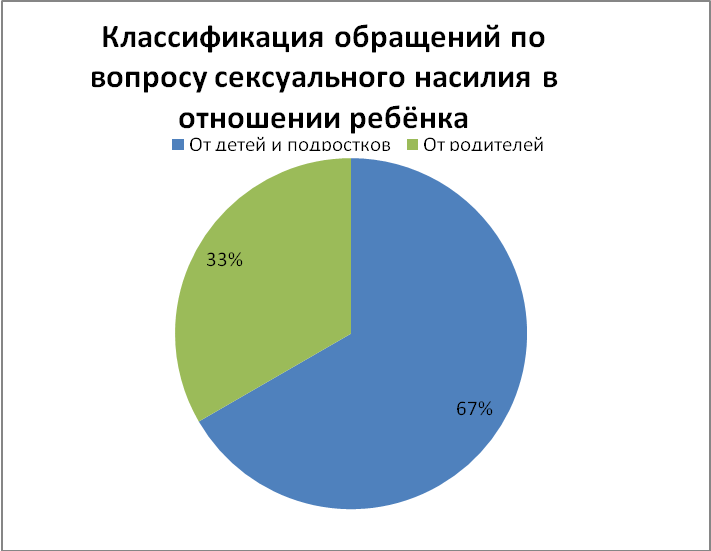 Классификация обращений по
вопросу сексуального насилия в
отношении ребёнка
От детей и подростков От родителей
33%
67%